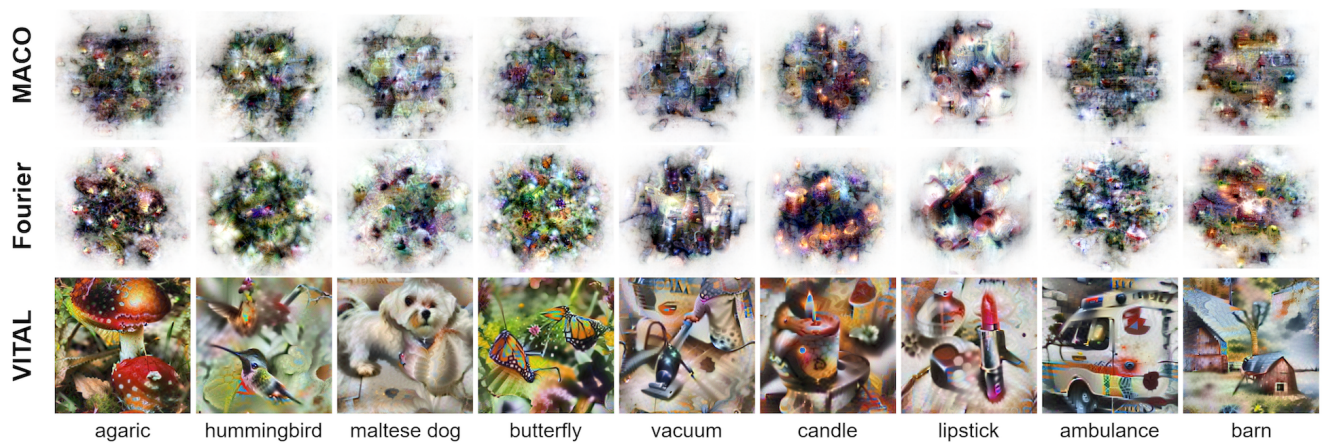 MACO
Fourier
VITAL
agaric hummingbird maltese dog butterfly vacuum candle lipstick ambulance barn